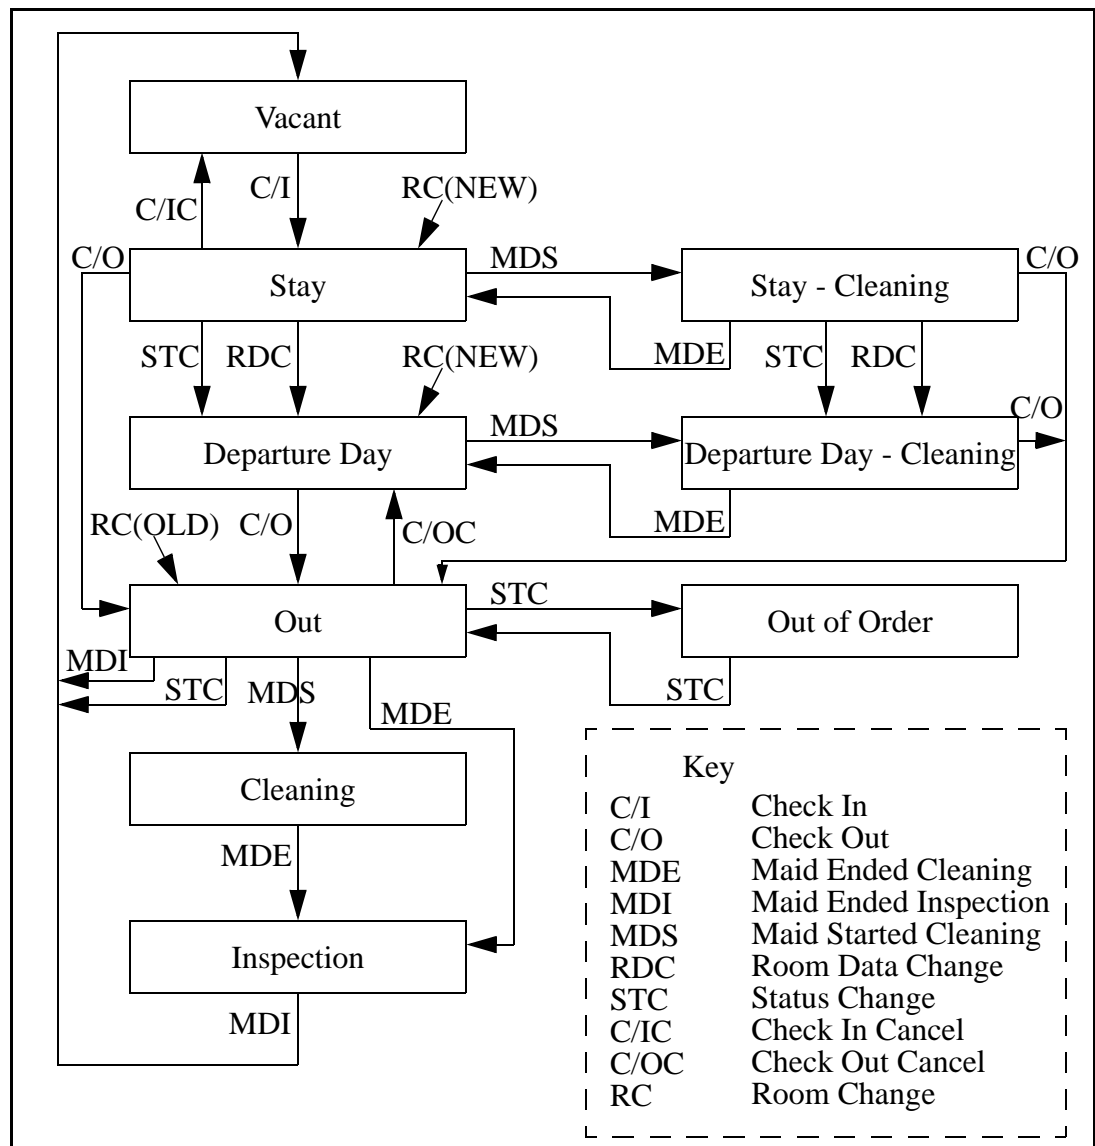 Vacant
C/I
RC(NEW)
C/IC
C/O
MDS
C/O
Stay
Stay - Cleaning
STC
RDC
RC(NEW)
MDE
STC
RDC
MDS
C/O
Departure Day
Departure Day - Cleaning
RC(OLD)
C/O
C/OC
MDE
STC
Out
Out of Order
MDI
STC
MDS
MDE
STC
Cleaning
MDE
Inspection
MDI
Key
C/I Check In
C/O Check Out
MDE Maid Ended Cleaning
MDI Maid Ended Inspection
MDS Maid Started Cleaning
RDC Room Data Change
STC Status Change
C/IC Check In Cancel
C/OC Check Out Cancel
RC Room Change